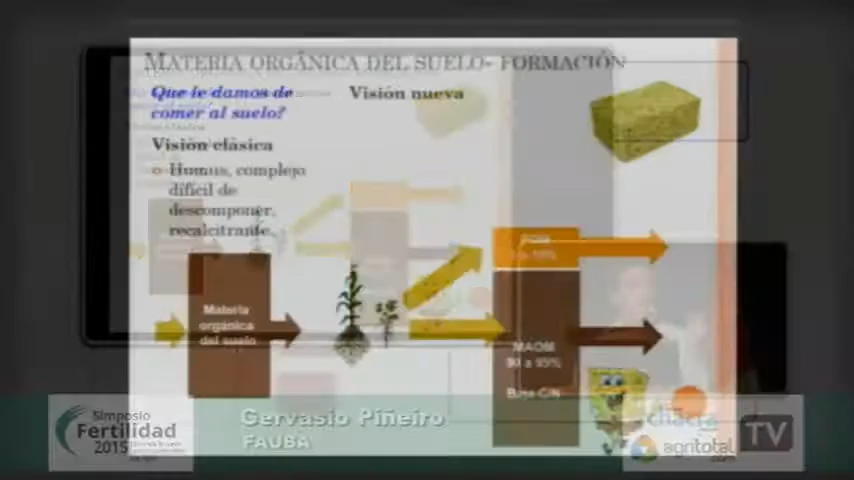 MATERIA ORGÁNICA DEL SUELO- FORMACIÓN
Que le damos de
comer al suelo?
Visión nueva
Visión clásica
Humus, complejo
difícil de
descomponer,
recalcitrante.
Materia
orgánica
del suelo
MAOM
90 a 95%
Baja C/N
Gervasio Piñeiro
FAUBA
Simposio
Fertilidad
2015
chacra
agritotal
TV